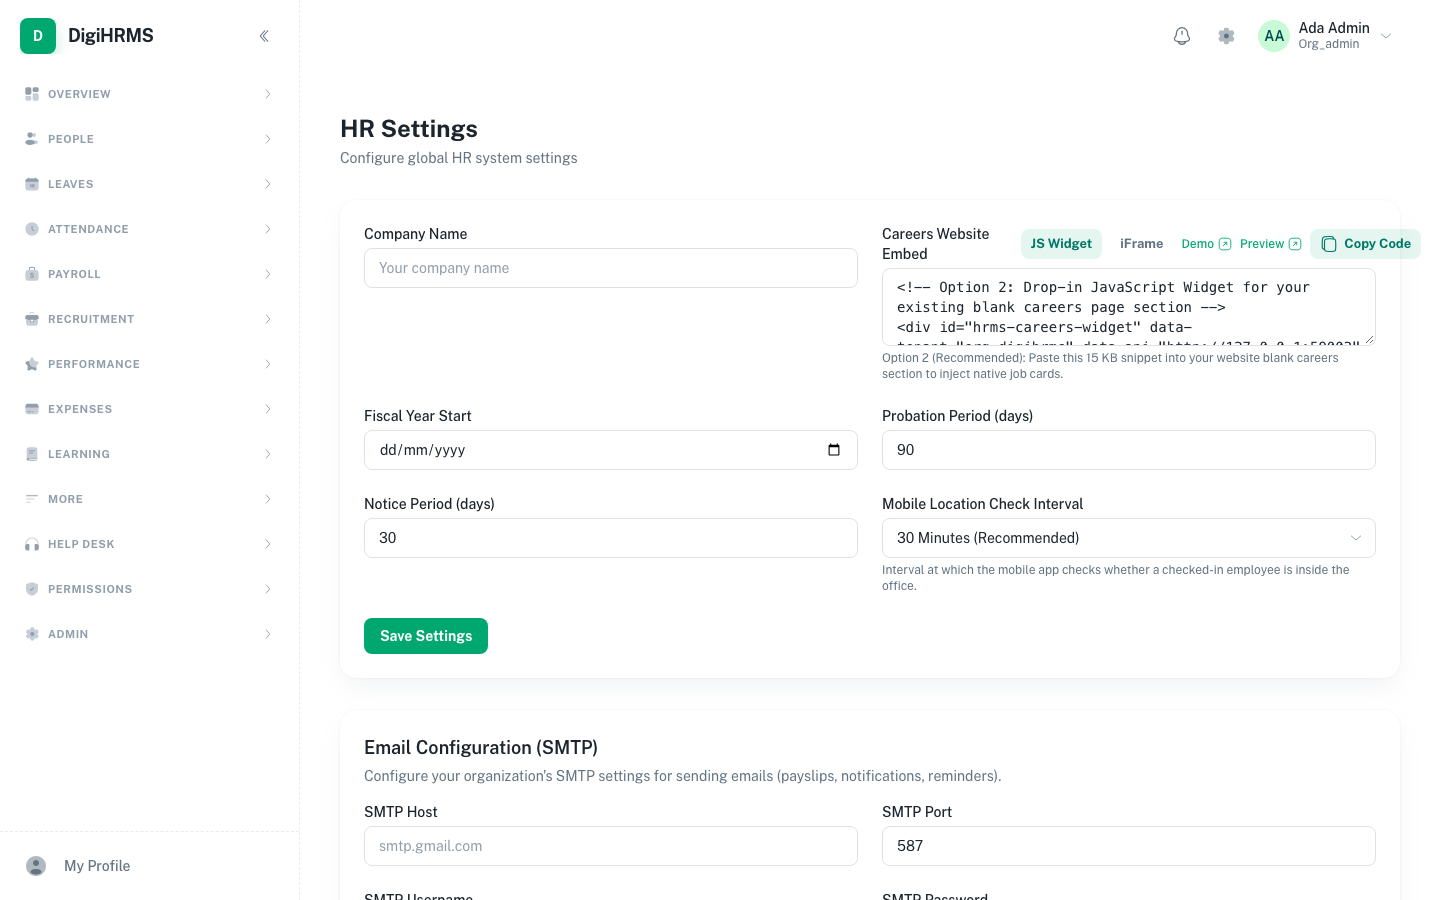 D DigiHRMS
OVERVIEW
PEOPLE
LEAVES
ATTENDANCE
PAYROLL
RECRUITMENT
PERFORMANCE
EXPENSES
LEARNING
MORE
HELP DESK
PERMISSIONS
ADMIN
My Profile
AA Ada Admin
Org_admin
HR Settings
Configure global HR system settings
Company Name
Your company name
Careers Website
Embed
JS Widget iFrame Demo Preview Copy Code
<!-- Option 2: Drop-in JavaScript Widget for your
existing blank careers page section -->
<div id="hrms-careers-widget" data-
Option 2 (Recommended): Paste this 15 KB snippet into your website blank careers
section to inject native job cards.
Fiscal Year Start
dd/mm/yyyy
Probation Period (days)
90
Notice Period (days)
30
Mobile Location Check Interval
30 Minutes (Recommended)
Interval at which the mobile app checks whether a checked-in employee is inside the
office.
Save Settings
Email Configuration (SMTP)
Configure your organization's SMTP settings for sending emails (payslips, notifications, reminders).
SMTP Host
smtp.gmail.com
SMTP Port
587
SMTP Username
SMTP Password